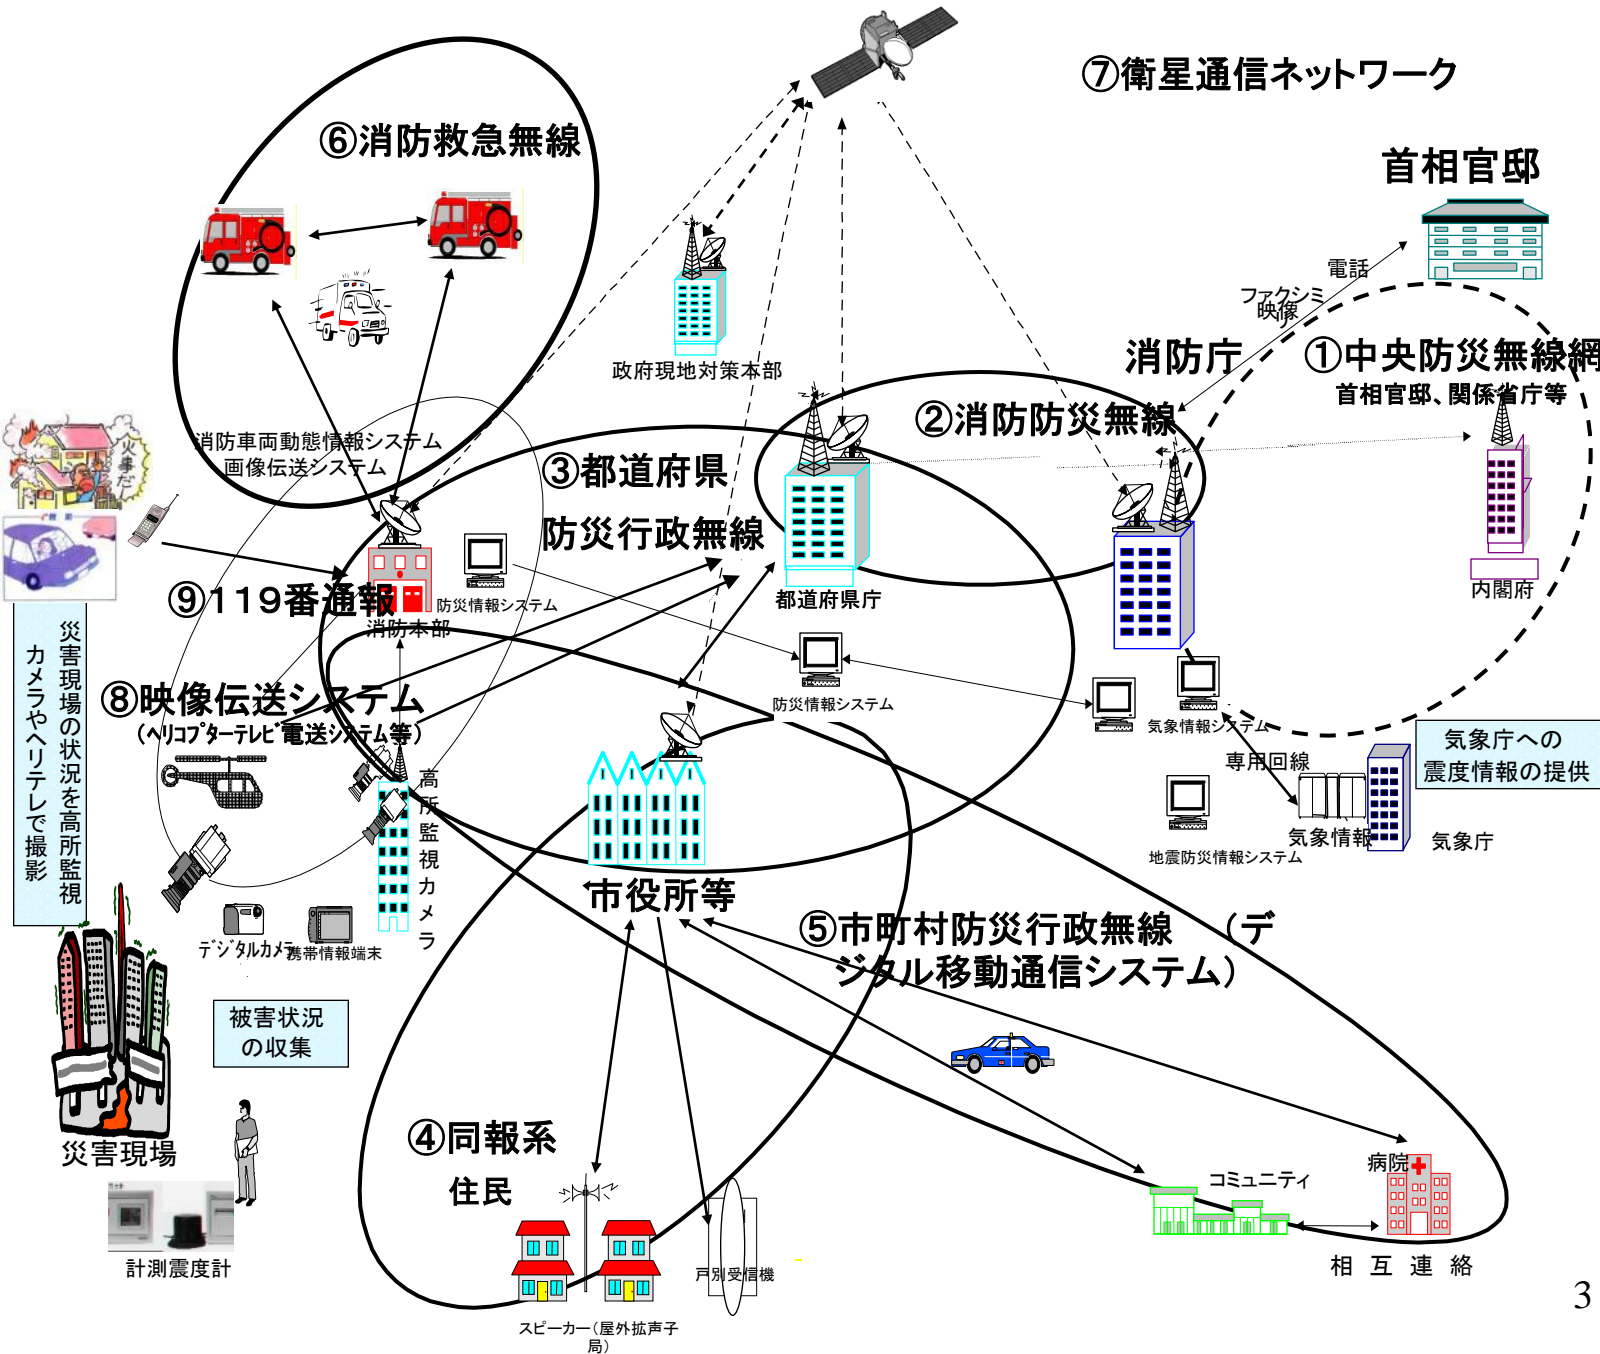 ⑦衛星通信ネットワーク
⑥消防救急無線
首相官邸
電話
ファクシミリ
映像
政府現地対策本部
消防庁
①中央防災無線網
首相官邸、関係省庁等
②消防防災無線
火事だ!
消防車両動態情報システム
画像伝送システム
③都道府県
防災行政無線
⑨119番通報
消防本部
防災情報システム
都道府県庁
内閣府
災害現場の状況を高所監視
カメラやヘリテレで撮影
⑧映像伝送システム
(ヘリコプターテレビ電送システム等)
防災情報システム
気象情報システム
専用回線
気象庁への
震度情報の提供
高所監視カメラ
気象情報
気象庁
地震防災情報システム
市役所等
デジタルカメラ
携帯情報端末
⑤市町村防災行政無線 (デ
ジタル移動通信システム)
被害状況
の収集
災害現場
④同報系
住民
コミュニティ
病院
計測震度計
戸別受信機
相互連絡
スピーカー(屋外拡声子
局)
3